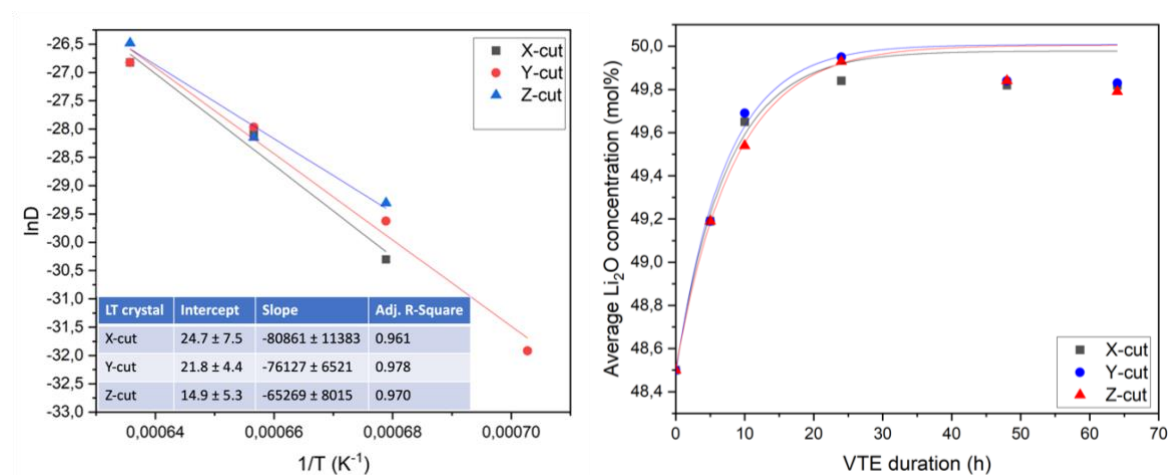 -26,5
-27,0
-27,5
-28,0
-28,5
-29,0
-29,5
-30,0
-30,5
-31,0
-31,5
-32,0
-32,5
-33,0
lnD
X-cut
Y-cut
Z-cut
LT crystal Intercept Slope Adj. R-Square
X-cut 24.7 ± 7.5 -80861 ± 11383 0.961
Y-cut 21.8 ± 4.4 -76127 ± 6521 0.978
Z-cut 14.9 ± 5.3 -65269 ± 8015 0.970
0,00064 0,00066 0,00068 0,00070
1/T (K⁻¹)
50,0
49,8
49,6
49,4
49,2
49,0
48,8
48,6
48,4
Average Li₂O concentration (mol%)
X-cut
Y-cut
Z-cut
0 10 20 30 40 50 60 70
VTE duration (h)